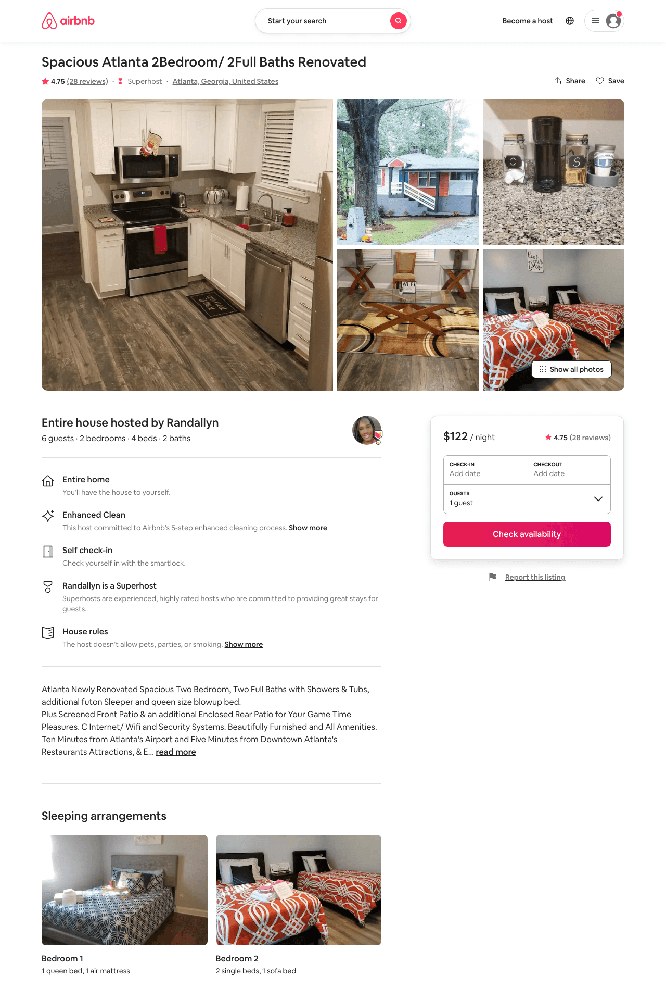 airbnb
Start your search
Become a host
Spacious Atlanta 2Bedroom/ 2Full Baths Renovated
4.75 (28 reviews) · Superhost · Atlanta, Georgia, United States
Share
Save
C
S
Wi-Fi
live your Dream
Show all photos
Entire house hosted by Randallyn
6 guests · 2 bedrooms · 4 beds · 2 baths
$122 / night
4.75 (28 reviews)
CHECK-IN
Add date
CHECKOUT
Add date
GUESTS
1 guest
Check availability
Report this listing
Entire home
You’ll have the house to yourself.
Enhanced Clean
This host committed to Airbnb's 5-step enhanced cleaning process. Show more
Self check-in
Check yourself in with the smartlock.
Randallyn is a Superhost
Superhosts are experienced, highly rated hosts who are committed to providing great stays for
guests.
House rules
The host doesn’t allow pets, parties, or smoking. Show more
Atlanta Newly Renovated Spacious Two Bedroom, Two Full Baths with Showers & Tubs,
additional futon Sleeper and queen size blowup bed.
Plus Screened Front Patio & an additional Enclosed Rear Patio for Your Game Time
Pleasures. C Internet/ Wifi and Security Systems. Beautifully Furnished and All Amenities.
Ten Minutes from Atlanta's Airport and Five Minutes from Downtown Atlanta's
Restaurants Attractions, & E... read more
Sleeping arrangements
Bedroom 1
1 queen bed, 1 air mattress
Bedroom 2
2 single beds, 1 sofa bed